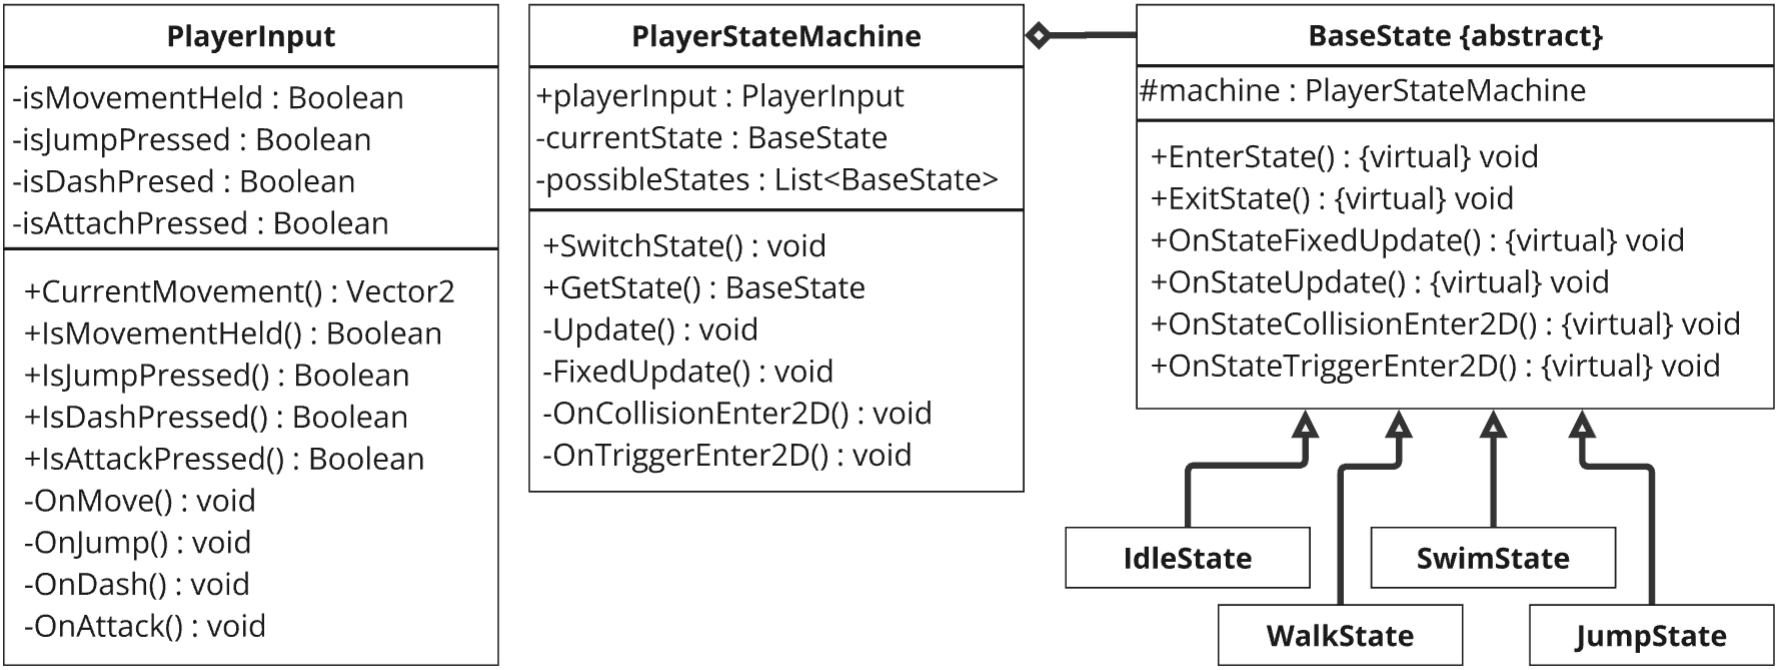 PlayerInput
-isMovementHeld : Boolean
-isJumpPressed : Boolean
-isDashPresed : Boolean
-isAttachPressed : Boolean
+CurrentMovement() : Vector2
+IsMovementHeld() : Boolean
+IsJumpPressed() : Boolean
+IsDashPressed() : Boolean
+IsAttackPressed() : Boolean
-OnMove() : void
-OnJump() : void
-OnDash() : void
-OnAttack() : void
PlayerStateMachine
+playerInput : PlayerInput
-currentState : BaseState
-possibleStates : List<BaseState>
+SwitchState() : void
+GetState() : BaseState
-Update() : void
-FixedUpdate() : void
-OnCollisionEnter2D() : void
-OnTriggerEnter2D() : void
BaseState {abstract}
#machine : PlayerStateMachine
+EnterState() : {virtual} void
+ExitState() : {virtual} void
+OnStateFixedUpdate() : {virtual} void
+OnStateUpdate() : {virtual} void
+OnStateCollisionEnter2D() : {virtual} void
+OnStateTriggerEnter2D() : {virtual} void
IdleState
SwimState
WalkState
JumpState